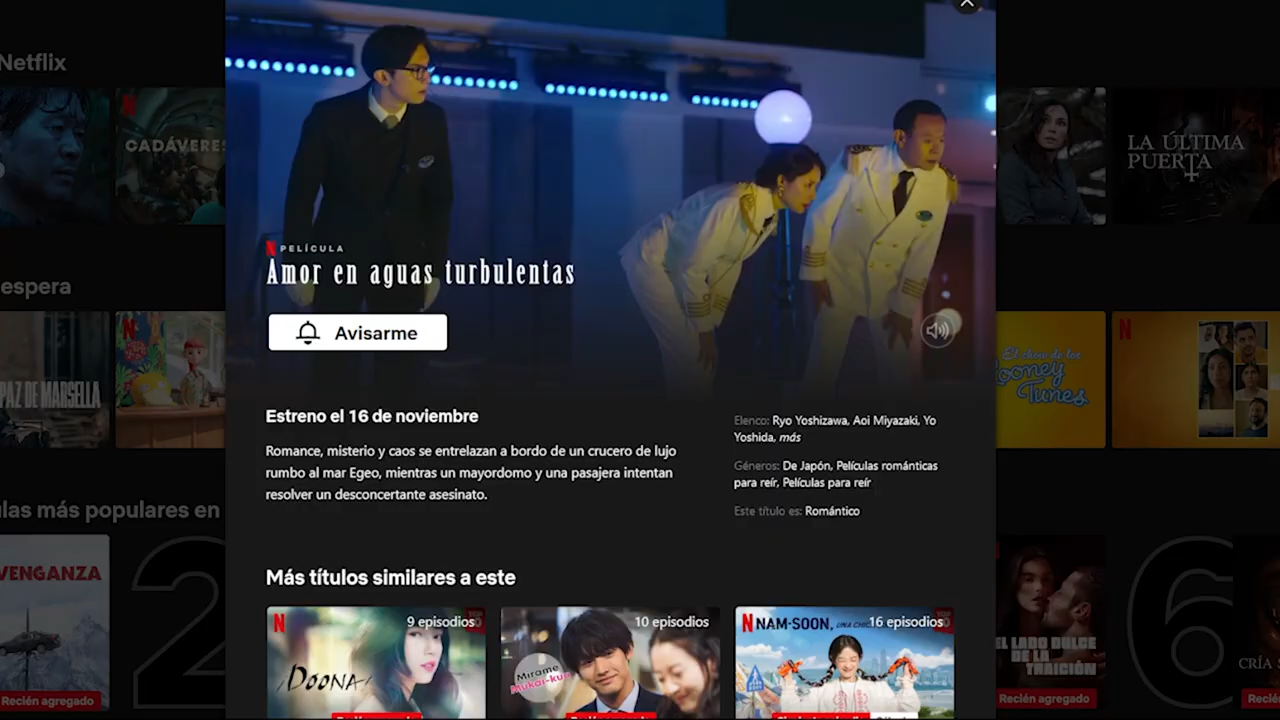 Netflix
CADÁVERES
LA ÚLTIMA
PUERTA
N PELÍCULA
Amor en aguas turbulentas
Avisarme
espera
PAZ DE MARSELLA
El show de los
Looney
Tunes
Estreno el 16 de noviembre
Romance, misterio y caos se entrelazan a bordo de un crucero de lujo
rumbo al mar Egeo, mientras un mayordomo y una pasajera intentan
resolver un desconcertante asesinato.
Elenco: Ryo Yoshizawa, Aoi Miyazaki, Yo
Yoshida, más
Géneros: De Japón, Películas románticas
para reír, Películas para reír
Este título es: Romántico
las más populares en
VENGANZA
2
Recién agregado
Más títulos similares a este
N
9 episodios
DOONA
10 episodios
Mírame
Mukai-kun
N
NAM-SOON, UNA
16 episodios
EL LADO DULCE
DE LA
TRAICIÓN
Recién agregado
6
CRÍA